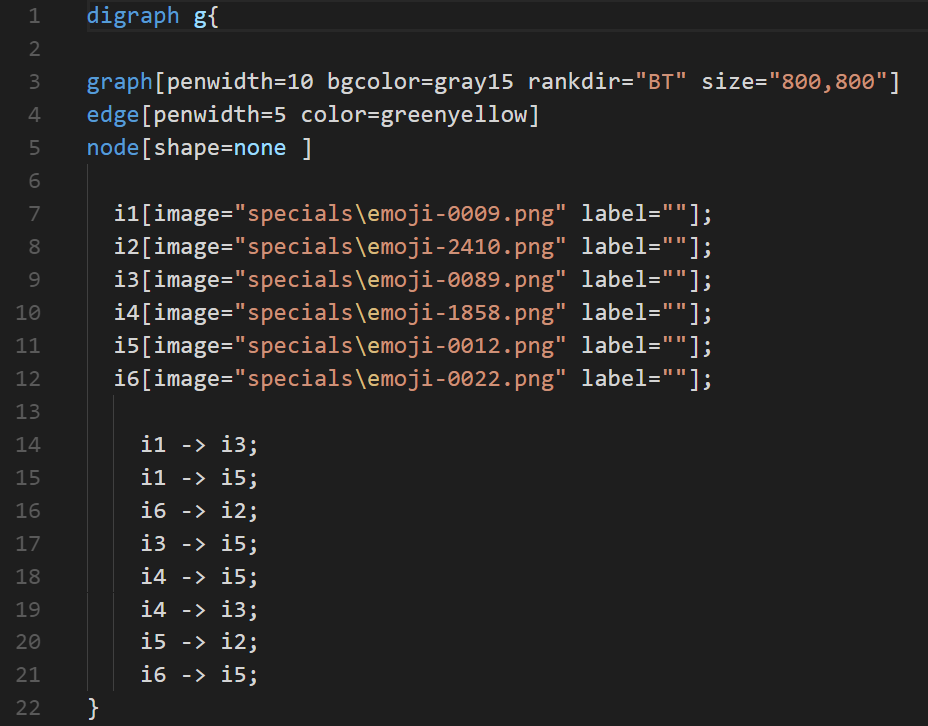 1 digraph g{
2
3 graph[penwidth=10 bgcolor=gray15 rankdir="BT" size="800,800"]
4 edge[penwidth=5 color=greenyellow]
5 node[shape=none ]
6
7 i1[image="specials\emoji-0009.png" label=""];
8 i2[image="specials\emoji-2410.png" label=""];
9 i3[image="specials\emoji-0089.png" label=""];
10 i4[image="specials\emoji-1858.png" label=""];
11 i5[image="specials\emoji-0012.png" label=""];
12 i6[image="specials\emoji-0022.png" label=""];
13
14 i1 -> i3;
15 i1 -> i5;
16 i6 -> i2;
17 i3 -> i5;
18 i4 -> i5;
19 i4 -> i3;
20 i5 -> i2;
21 i6 -> i5;
22 }